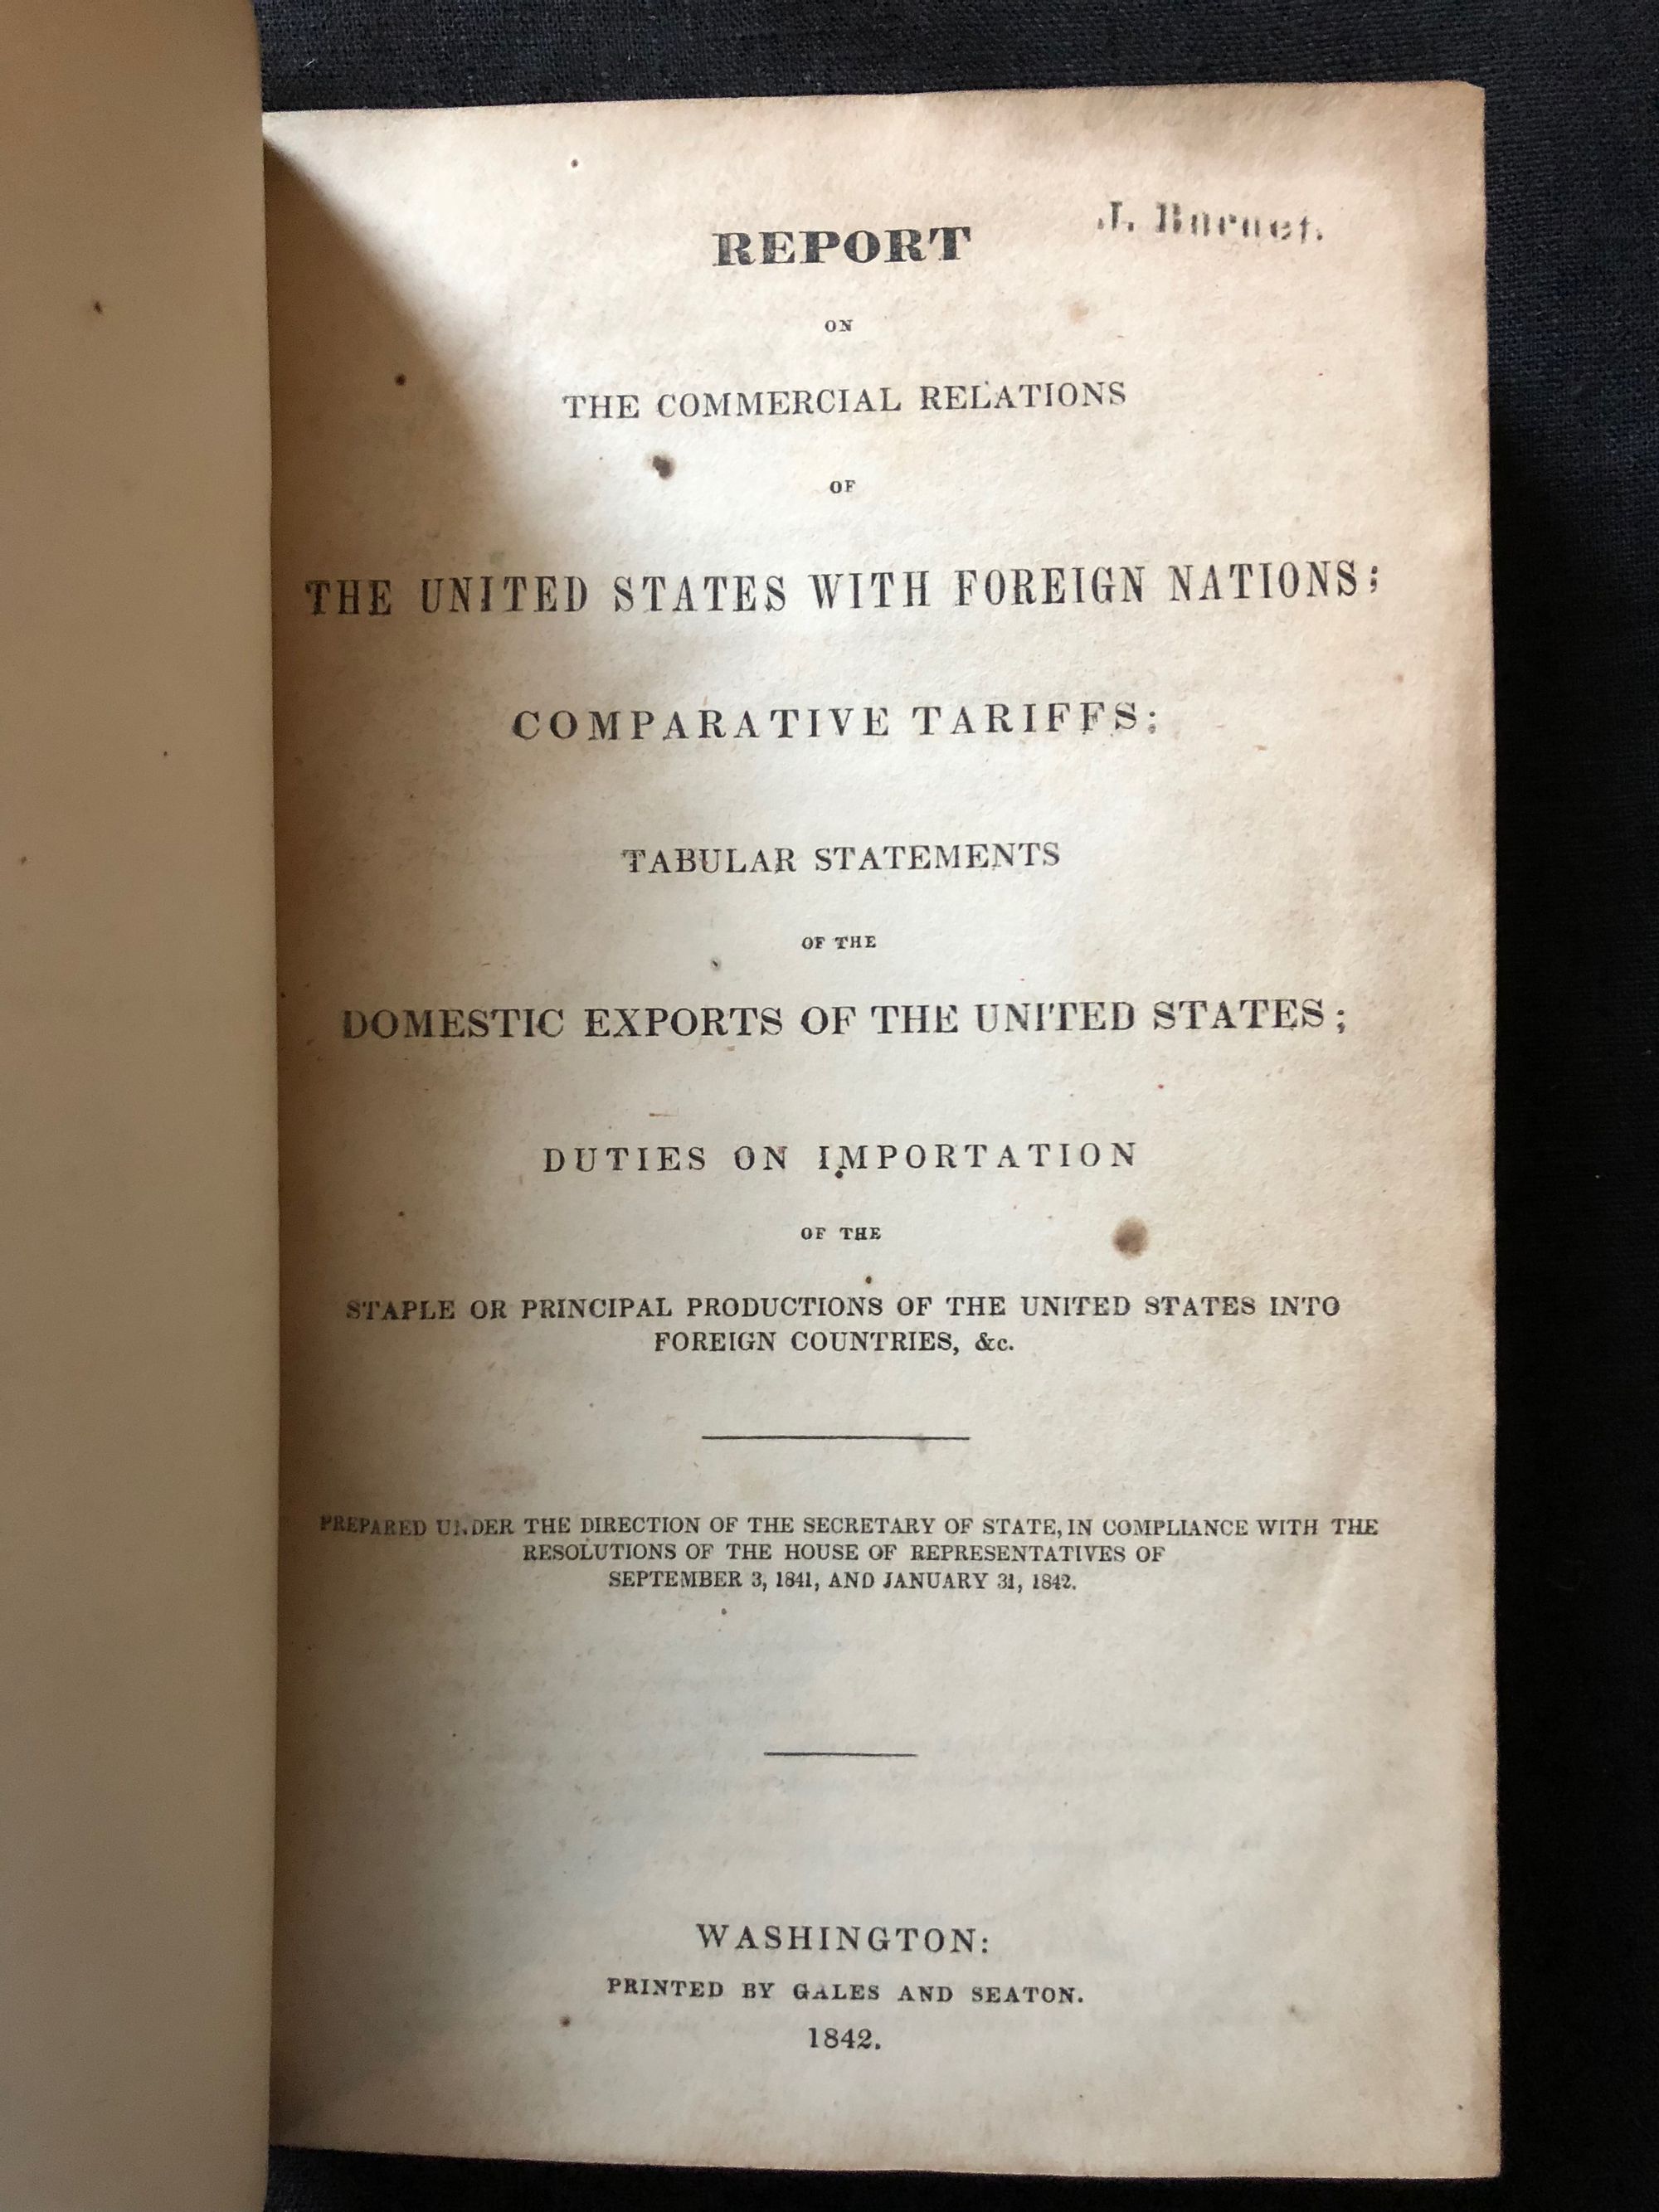 J. Burnet.
REPORT
ON
THE COMMERCIAL RELATIONS
OF
THE UNITED STATES WITH FOREIGN NATIONS;
COMPARATIVE TARIFFS;
TABULAR STATEMENTS
OF THE
DOMESTIC EXPORTS OF THE UNITED STATES;
DUTIES ON IMPORTATION
OF THE
STAPLE OR PRINCIPAL PRODUCTIONS OF THE UNITED STATES INTO
FOREIGN COUNTRIES, &c.
PREPARED UNDER THE DIRECTION OF THE SECRETARY OF STATE, IN COMPLIANCE WITH THE
RESOLUTIONS OF THE HOUSE OF REPRESENTATIVES OF
SEPTEMBER 3, 1841, AND JANUARY 31, 1842.
WASHINGTON:
PRINTED BY GALES AND SEATON.
1842.